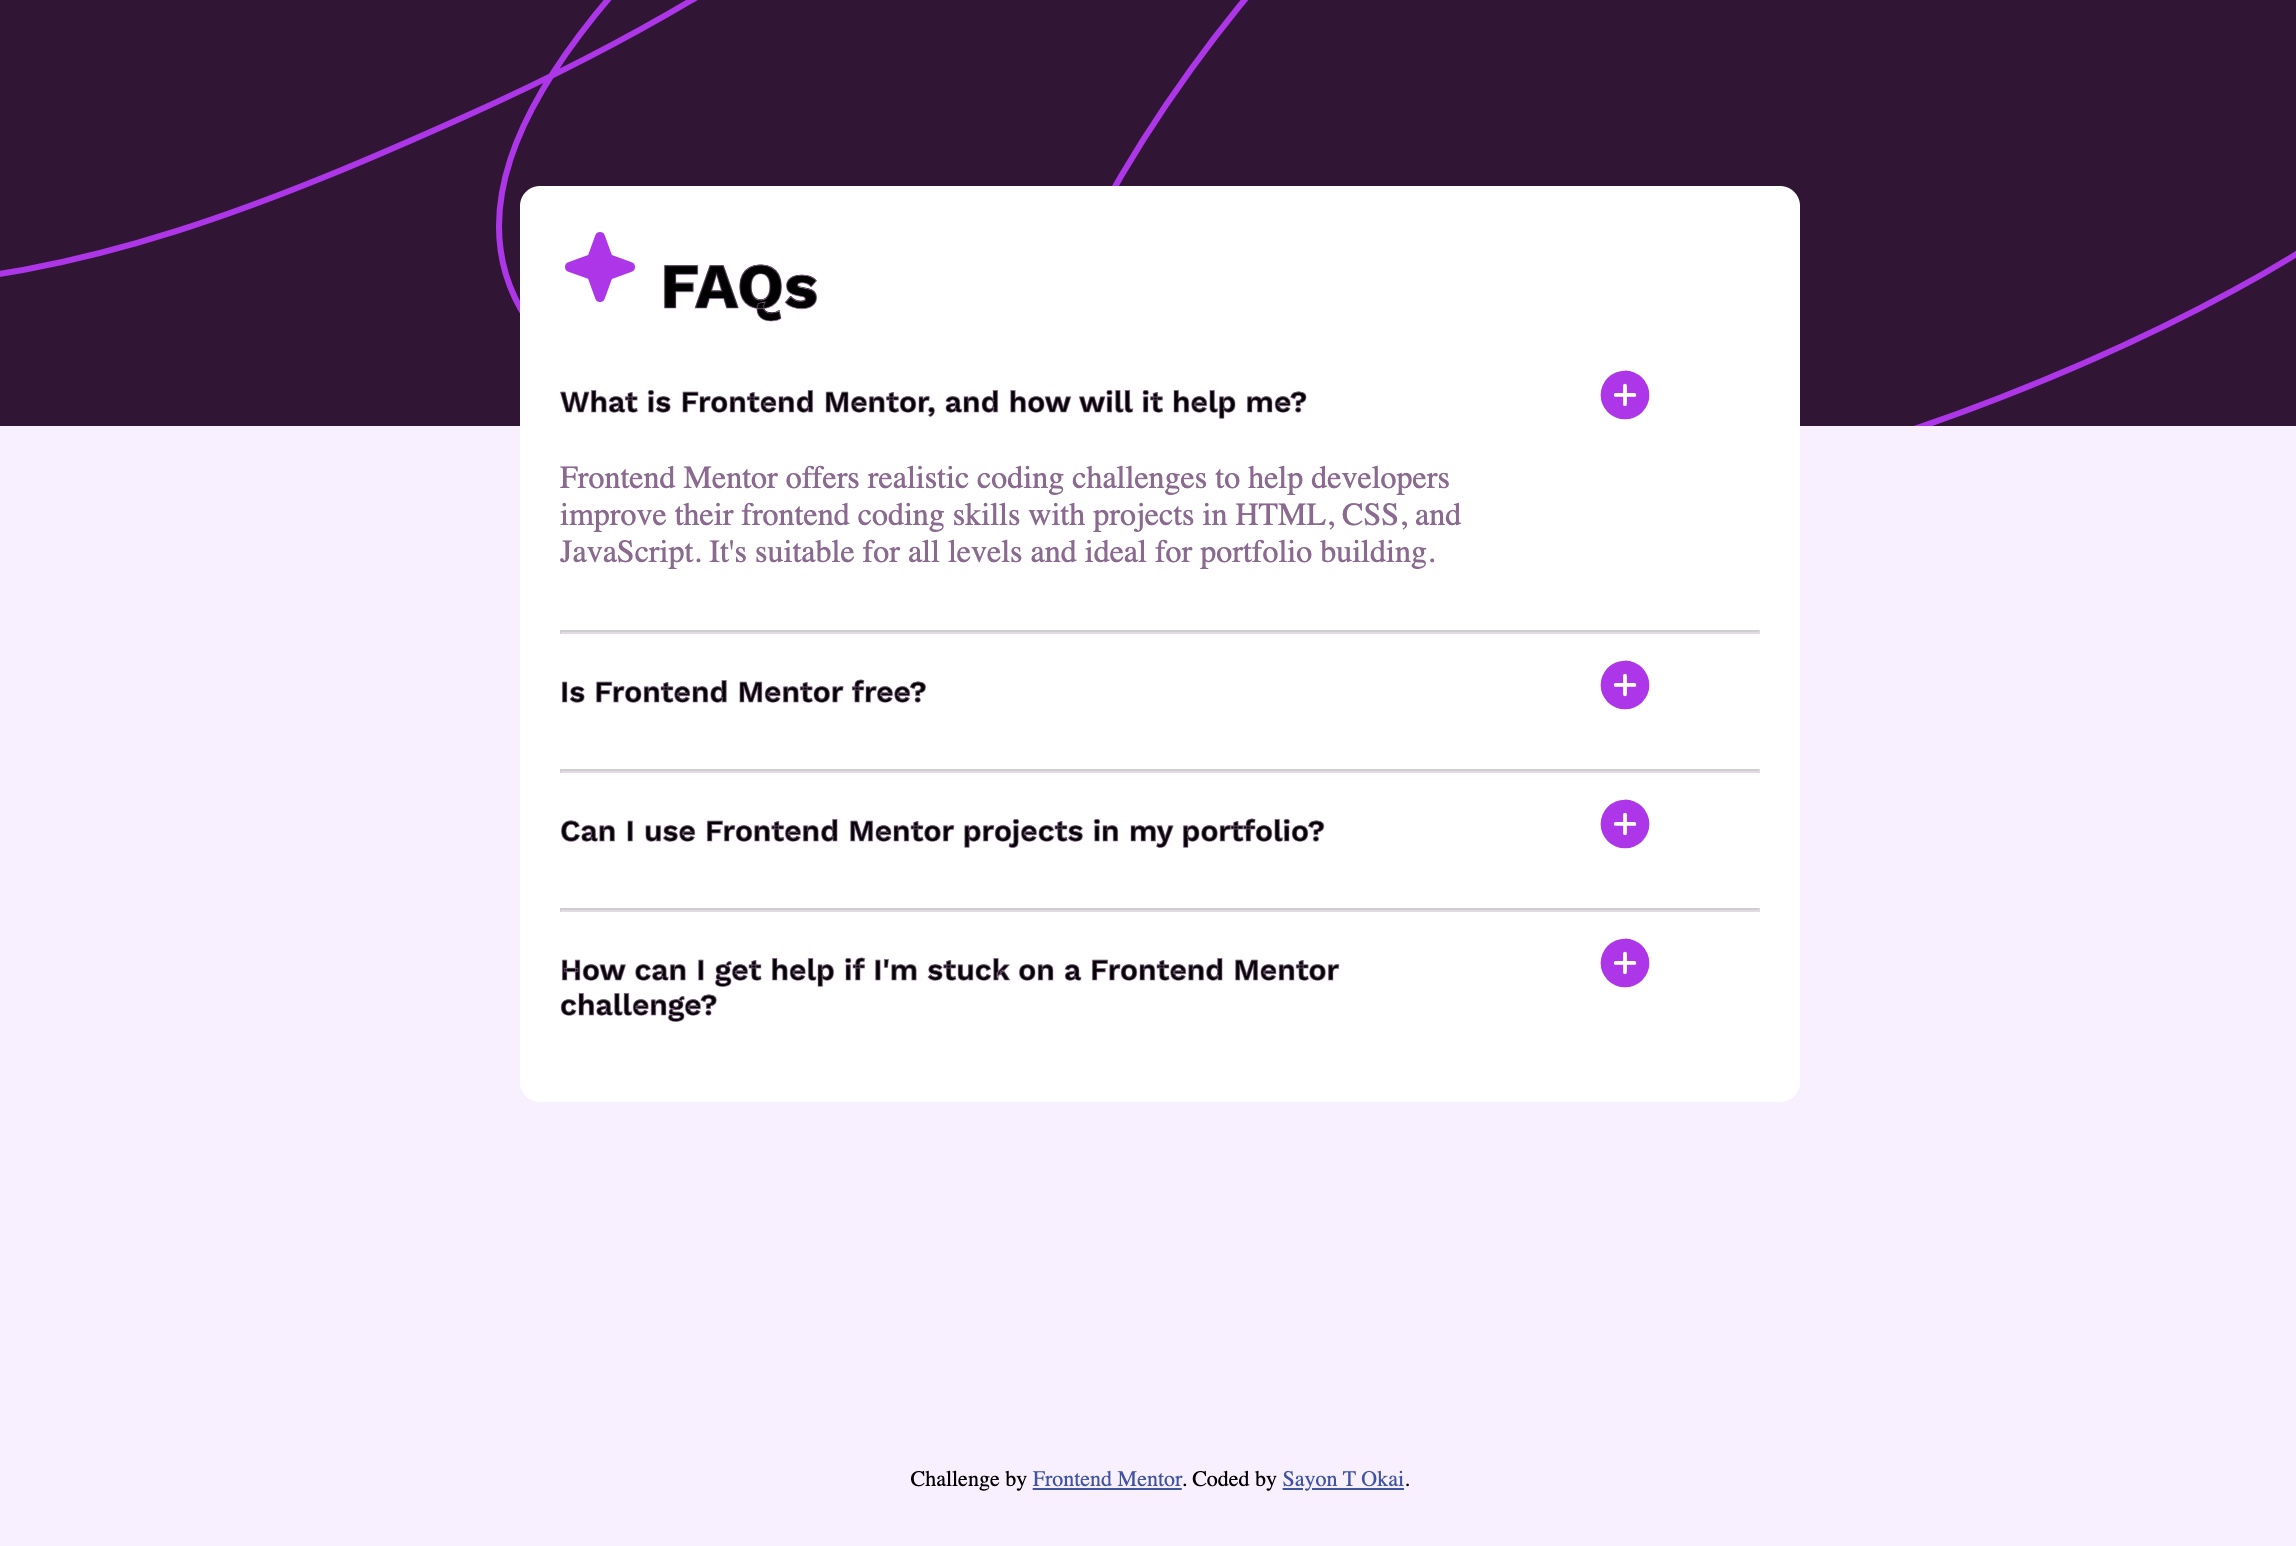 FAQs
What is Frontend Mentor, and how will it help me?
Frontend Mentor offers realistic coding challenges to help developers
improve their frontend coding skills with projects in HTML, CSS, and
JavaScript. It's suitable for all levels and ideal for portfolio building.
Is Frontend Mentor free?
Can I use Frontend Mentor projects in my portfolio?
How can I get help if I'm stuck on a Frontend Mentor
challenge?
Challenge by Frontend Mentor. Coded by Sayon T Okai.